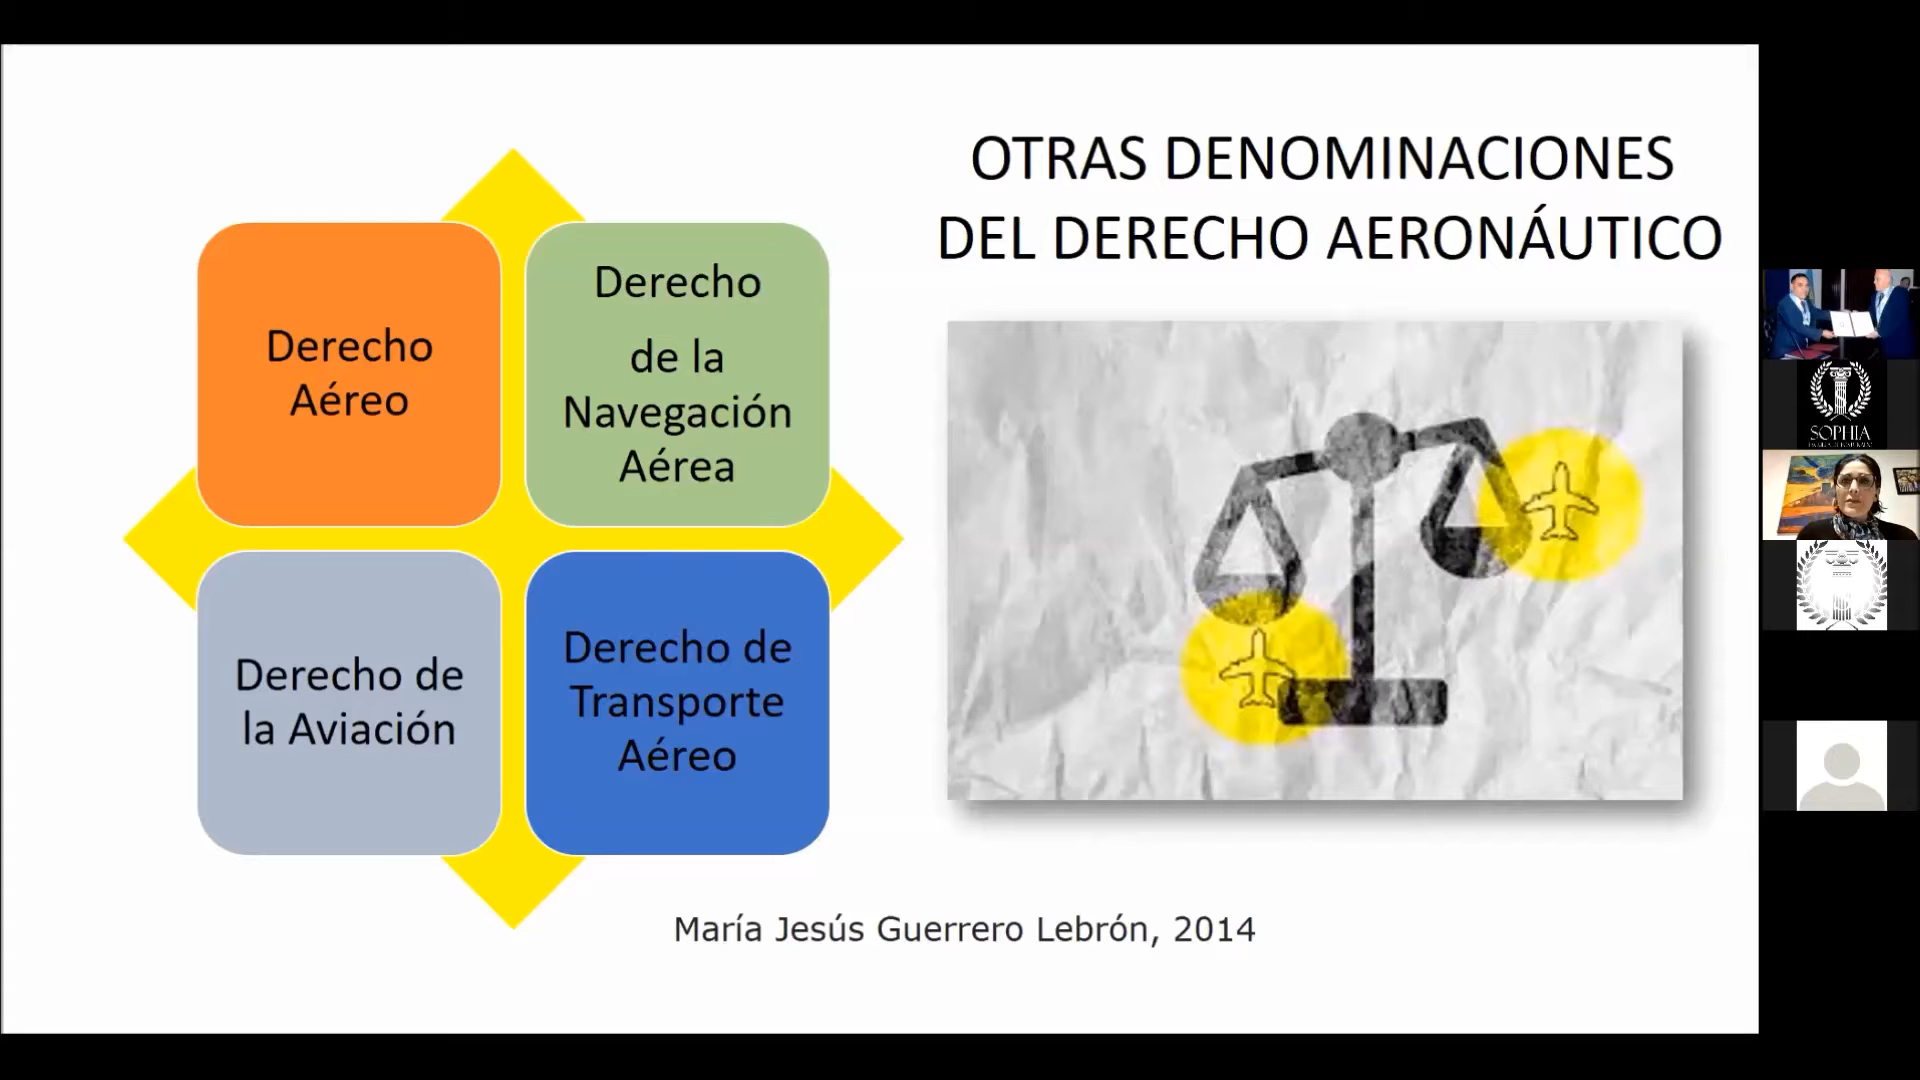 OTRAS DENOMINACIONES
DEL DERECHO AERONÁUTICO
Derecho
Aéreo
Derecho
de la
Navegación
Aérea
Derecho de
la Aviación
Derecho de
Transporte
Aéreo
María Jesús Guerrero Lebrón, 2014
SOPHIA